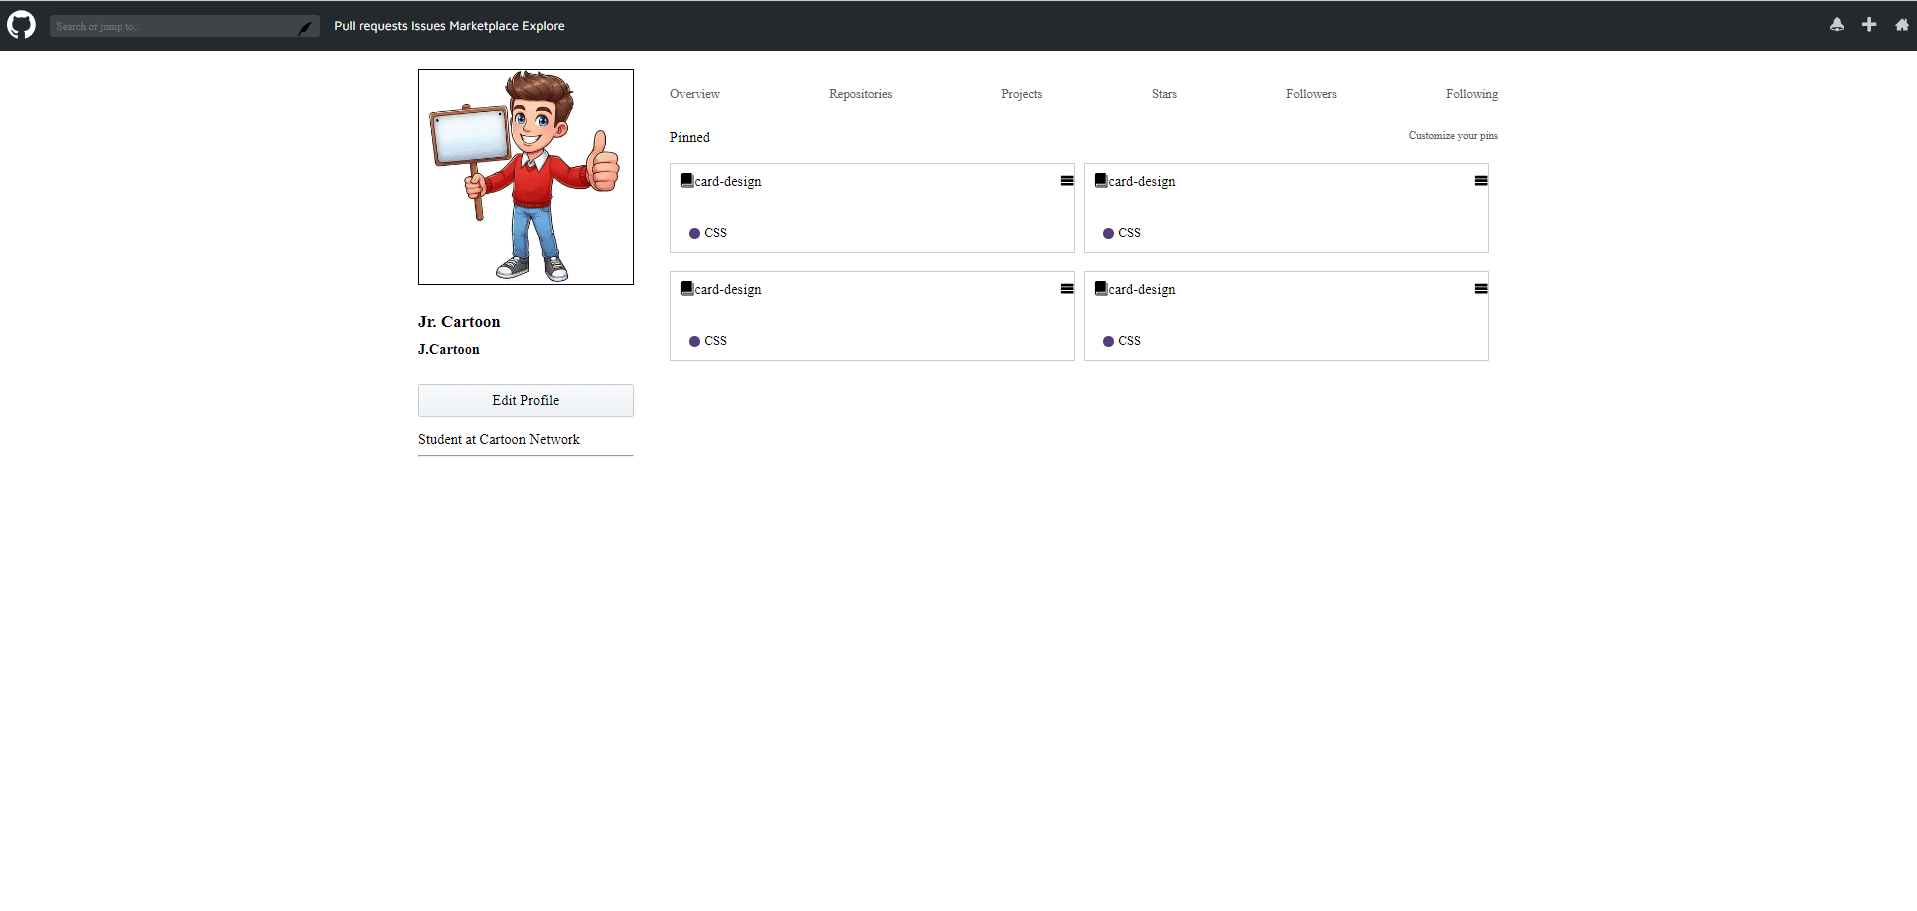 Search or jump to..
Pull requests Issues Marketplace Explore
Overview Repositories Projects Stars Followers Following
Pinned Customize your pins
card-design card-design
CSS CSS
card-design card-design
CSS CSS
Jr. Cartoon
J.Cartoon
Edit Profile
Student at Cartoon Network